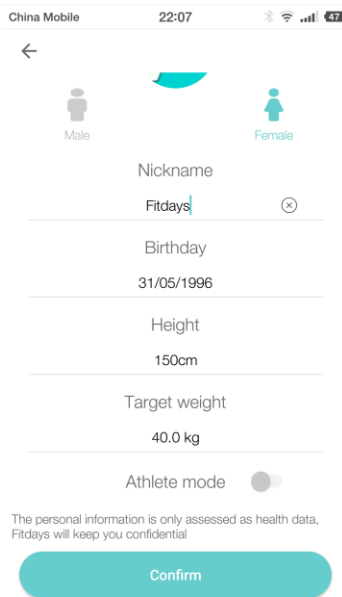 China Mobile 22:07 47
Male Female
Nickname
Fitdays
Birthday
31/05/1996
Height
150cm
Target weight
40.0 kg
Athlete mode
The personal information is only assessed as health data,
Fitdays will keep you confidential
Confirm